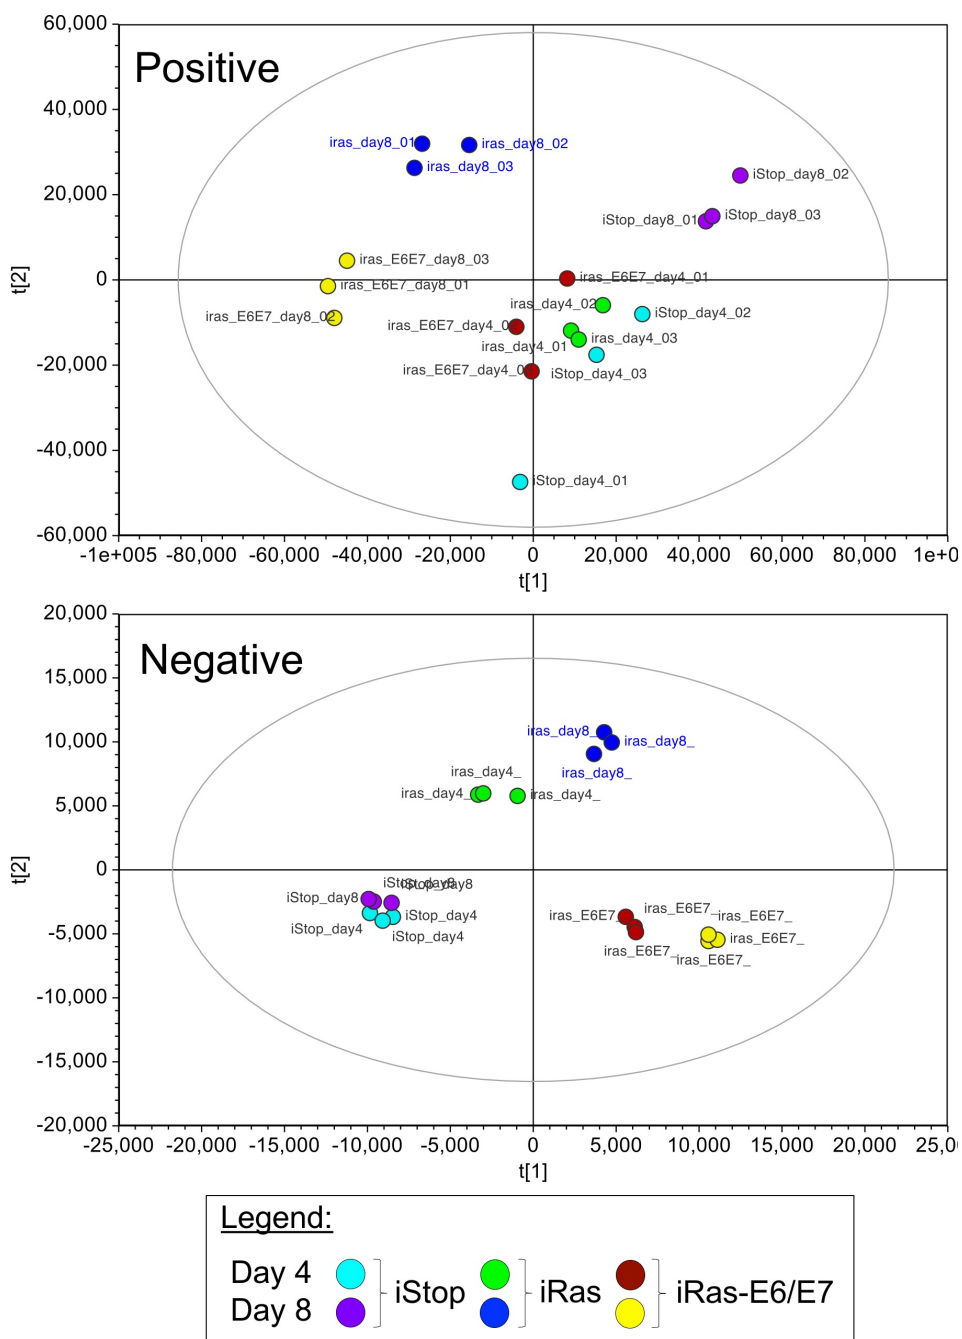 60,000
Positive
40,000
iras_day8_01
iras_day8_02
iras_day8_03
iStop_day8_02
20,000
iStop_day8_01
iStop_day8_03
iras_E6E7_day8_03
t[2]
0
iras_E6E7_day4_01
iras_E6E7_day8_01
iras_day4_02
iStop_day4_02
iras_E6E7_day8_02
iras_E6E7_day4_0
iras_day4_03
iras_day4_01
-20,000
iras_E6E7_day4_0
iStop_day4_03
-40,000
iStop_day4_01
-60,000
-1e+005 -80,000 -60,000 -40,000 -20,000 0 20,000 40,000 60,000 80,000 1e+0
t[1]
20,000
Negative
15,000
10,000
iras_day8_
iras_day8_
iras_day8_
iras_day4_
5,000
iras_day4_
iras_day4_
t[2]
0
iStop_day8
iStop_day8
iStop_day8
iras_E6E7_
iras_E6E7_
iras_E6E7_
iStop_day4
iStop_day4
iStop_day4
-5,000
iras_E6E7_
iras_E6E7_
iras_E6E7_
-10,000
-15,000
-20,000
-25,000 -20,000 -15,000 -10,000 -5,000 0 5,000 10,000 15,000 20,000 25,0
t[1]
Legend:
Day 4
Day 8
iStop
iRas
iRas-E6/E7